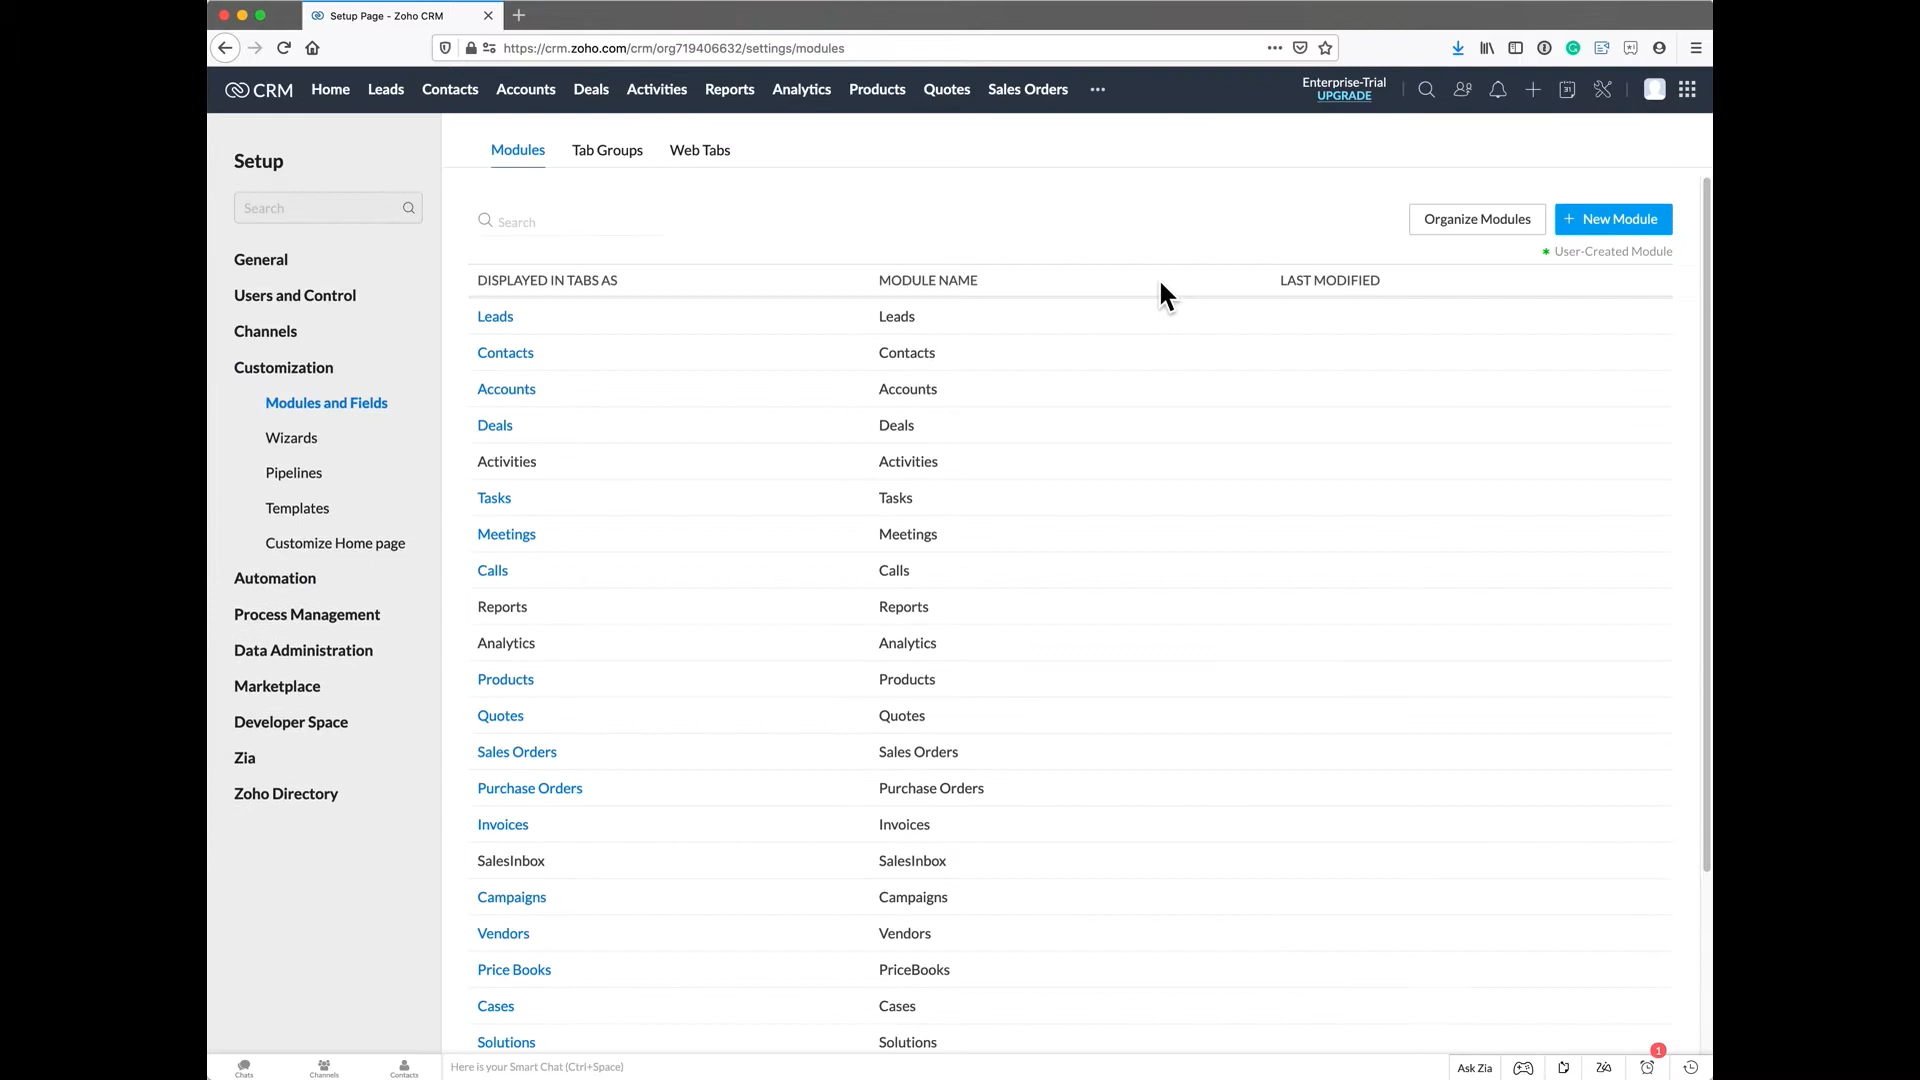 Setup Page - Zoho CRM
https://crm.zoho.com/crm/org719406632/settings/modules
CRM Home Leads Contacts Accounts Deals Activities Reports Analytics Products Quotes Sales Orders
Enterprise-Trial
UPGRADE
31
Setup
Search
General
Users and Control
Channels
Customization
Modules and Fields
Wizards
Pipelines
Templates
Customize Home page
Automation
Process Management
Data Administration
Marketplace
Developer Space
Zia
Zoho Directory
Modules Tab Groups Web Tabs
Search
Organize Modules
+ New Module
* User-Created Module
DISPLAYED IN TABS AS MODULE NAME LAST MODIFIED
Leads Leads
Contacts Contacts
Accounts Accounts
Deals Deals
Activities Activities
Tasks Tasks
Meetings Meetings
Calls Calls
Reports Reports
Analytics Analytics
Products Products
Quotes Quotes
Sales Orders Sales Orders
Purchase Orders Purchase Orders
Invoices Invoices
SalesInbox SalesInbox
Campaigns Campaigns
Vendors Vendors
Price Books PriceBooks
Cases Cases
Solutions Solutions
Chats Channels Contacts
Here is your Smart Chat (Ctrl+Space)
Ask Zia
1